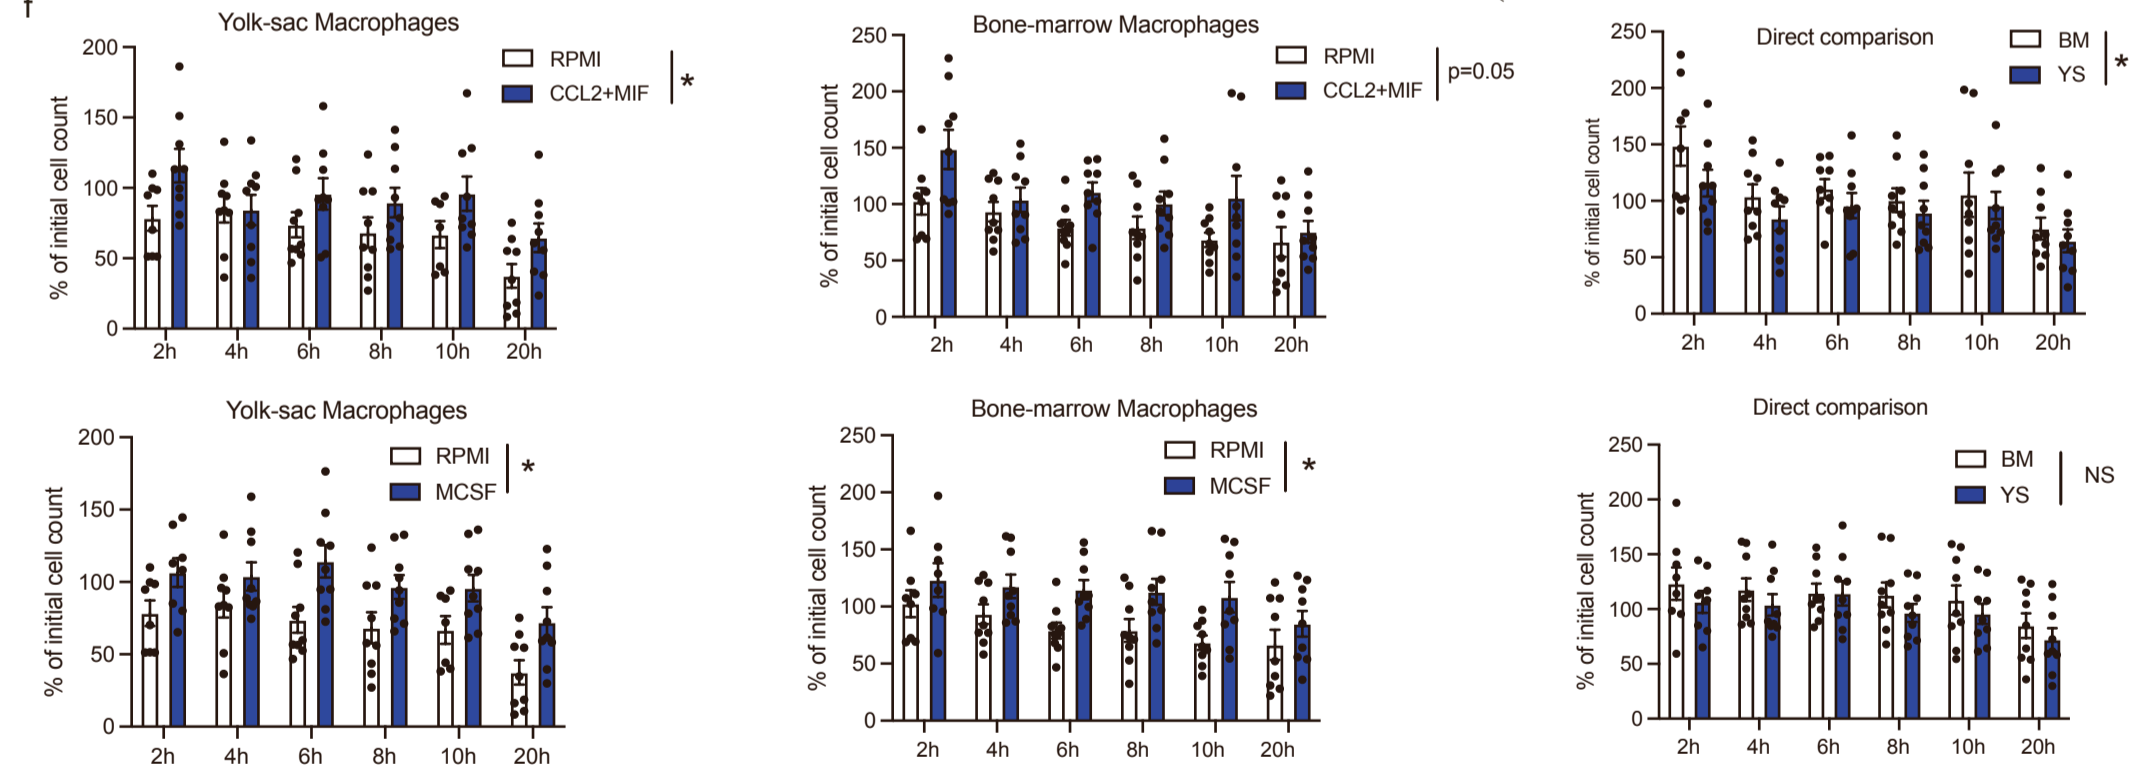 f
Yolk-sac Macrophages
% of initial cell count
200
150
100
50
0
2h 4h 6h 8h 10h 20h
RPMI
CCL2+MIF
*
Bone-marrow Macrophages
% of initial cell count
250
200
150
100
50
0
2h 4h 6h 8h 10h 20h
RPMI
CCL2+MIF
p=0.05
Direct comparison
% of initial cell count
250
200
150
100
50
0
2h 4h 6h 8h 10h 20h
BM
YS
*
Yolk-sac Macrophages
% of initial cell count
200
150
100
50
0
2h 4h 6h 8h 10h 20h
RPMI
MCSF
*
Bone-marrow Macrophages
% of initial cell count
250
200
150
100
50
0
2h 4h 6h 8h 10h 20h
RPMI
MCSF
*
Direct comparison
% of initial cell count
250
200
150
100
50
0
2h 4h 6h 8h 10h 20h
BM
YS
NS